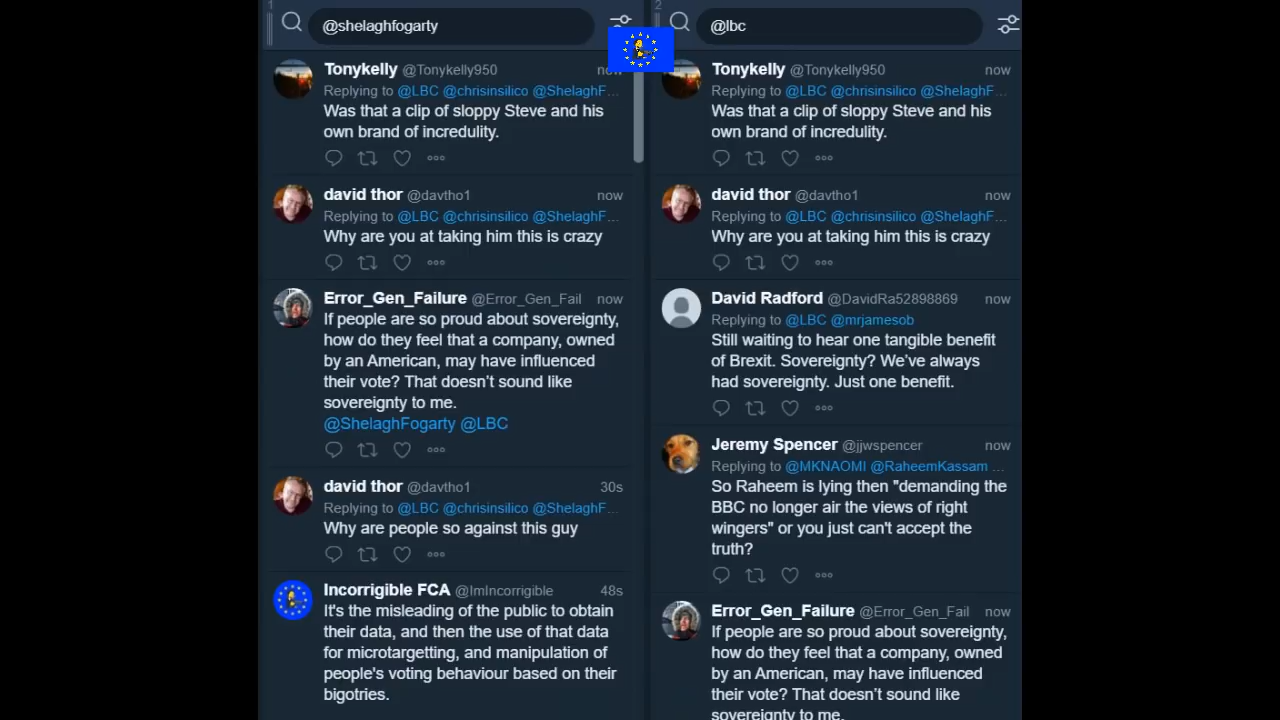 1
@shelaghfogarty
Tonykelly @Tonykelly950 now
Replying to @LBC @chrisinsilico @ShelaghF...
Was that a clip of sloppy Steve and his
own brand of incredulity.
david thor @davtho1 now
Replying to @LBC @chrisinsilico @ShelaghF...
Why are you at taking him this is crazy
Error_Gen_Failure @Error_Gen_Fail now
If people are so proud about sovereignty,
how do they feel that a company, owned
by an American, may have influenced
their vote? That doesn’t sound like
sovereignty to me.
@ShelaghFogarty @LBC
david thor @davtho1 30s
Replying to @LBC @chrisinsilico @ShelaghF...
Why are people so against this guy
Incorrigible FCA @ImIncorrigible 48s
It's the misleading of the public to obtain
their data, and then the use of that data
for microtargetting, and manipulation of
people's voting behaviour based on their
bigotries.
2
@lbc
Tonykelly @Tonykelly950 now
Replying to @LBC @chrisinsilico @ShelaghF...
Was that a clip of sloppy Steve and his
own brand of incredulity.
david thor @davtho1 now
Replying to @LBC @chrisinsilico @ShelaghF...
Why are you at taking him this is crazy
David Radford @DavidRa52898869 now
Replying to @LBC @mrjamesob
Still waiting to hear one tangible benefit
of Brexit. Sovereignty? We’ve always
had sovereignty. Just one benefit.
Jeremy Spencer @jjwspencer now
Replying to @MKNAOMI @RaheemKassam ...
So Raheem is lying then "demanding the
BBC no longer air the views of right
wingers" or you just can't accept the
truth?
Error_Gen_Failure @Error_Gen_Fail now
If people are so proud about sovereignty,
how do they feel that a company, owned
by an American, may have influenced
their vote? That doesn’t sound like
sovereignty to me.